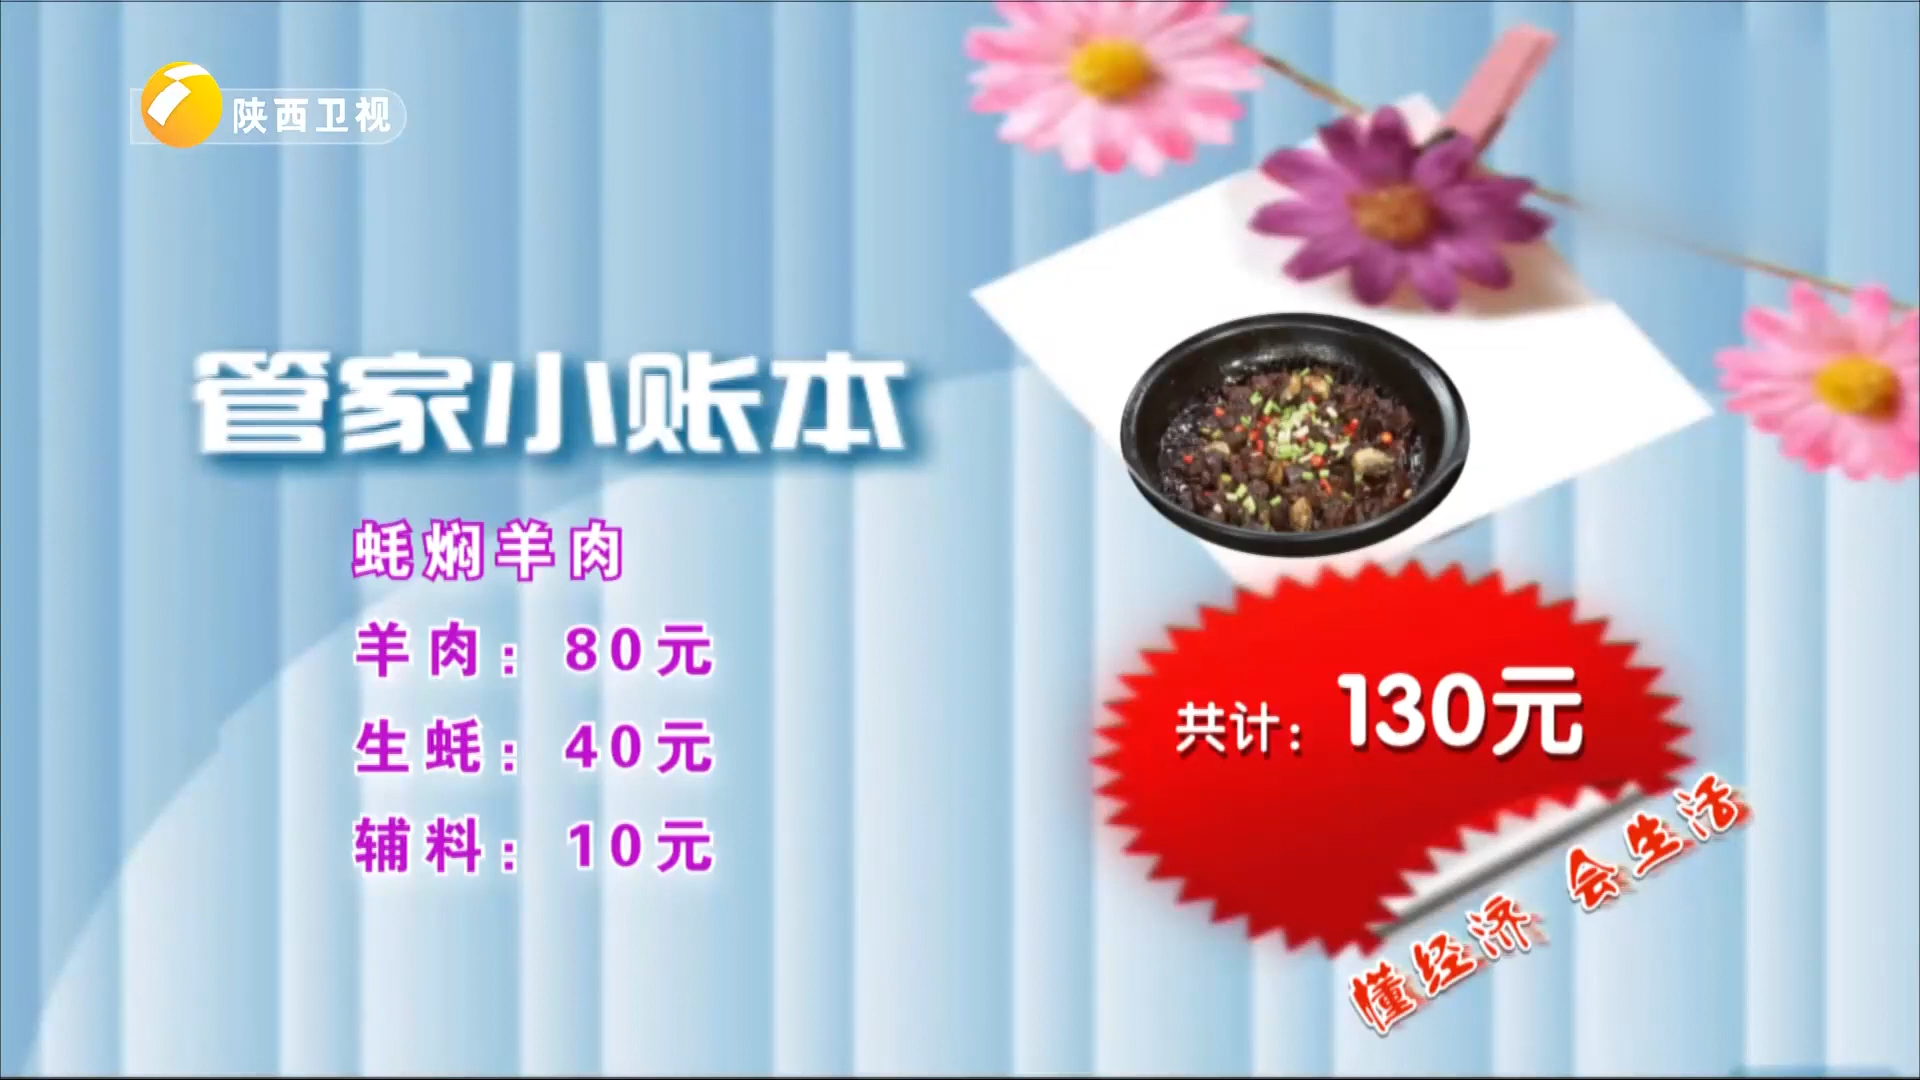 陕西卫视
管家小账本
蚝焖羊肉
羊肉：80元
生蚝：40元
辅料：10元
共计：130元
懂经济 会生活